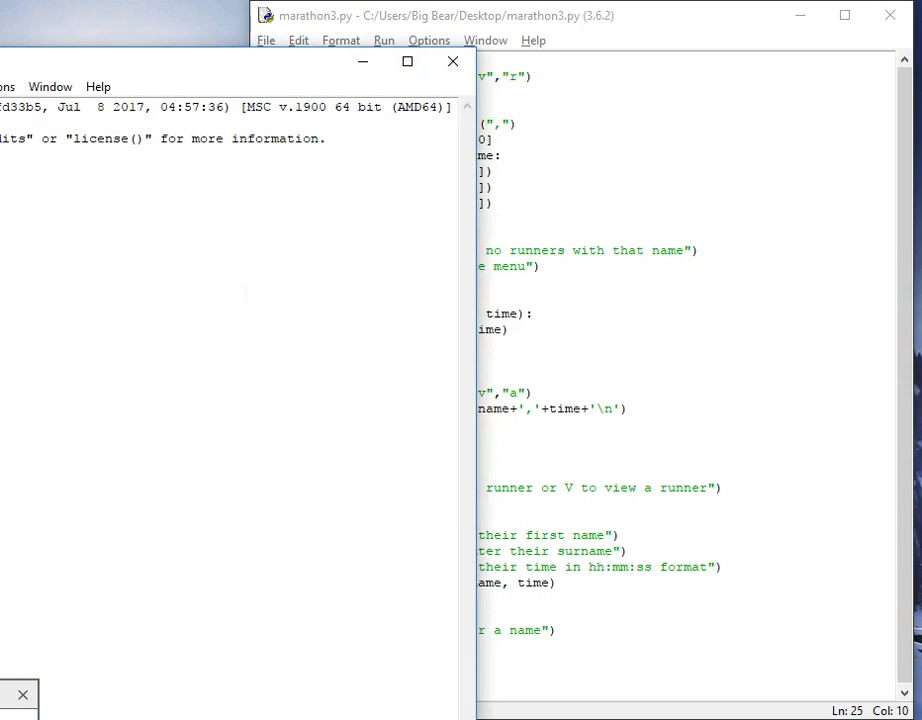 marathon3.py - C:/Users/Big Bear/Desktop/marathon3.py (3.6.2)
File Edit Format Run Options Window Help
ons Window Help
fd33b5, Jul 8 2017, 04:57:36) [MSC v.1900 64 bit (AMD64)]
dits" or "license()" for more information.
v","r")
(",")
0]
me:
])
])
])
no runners with that name")
e menu")
time):
ime)
v","a")
name+','+time+'\n')
runner or V to view a runner")
their first name")
ter their surname")
their time in hh:mm:ss format")
ame, time)
r a name")
Ln: 25 Col: 10